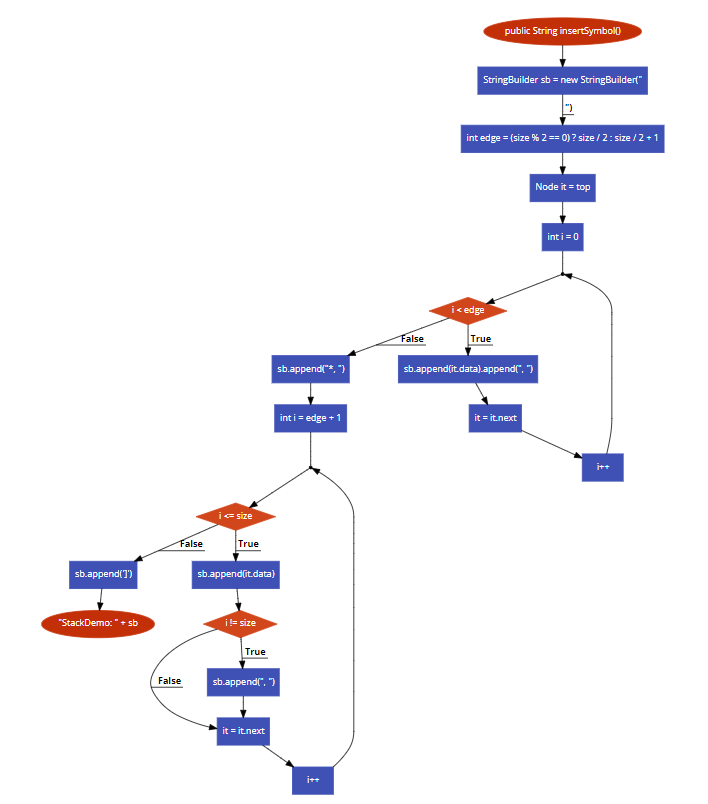 public String insertSymbol()
StringBuilder sb = new StringBuilder("
")
int edge = (size % 2 == 0) ? size / 2 : size / 2 + 1
Node it = top
int i = 0
i < edge
False
True
sb.append("*, ")
sb.append(it.data).append(", ")
int i = edge + 1
it = it.next
i++
i <= size
False
True
sb.append(']')
sb.append(it.data)
"StackDemo: " + sb
i != size
True
False
sb.append(", ")
it = it.next
i++